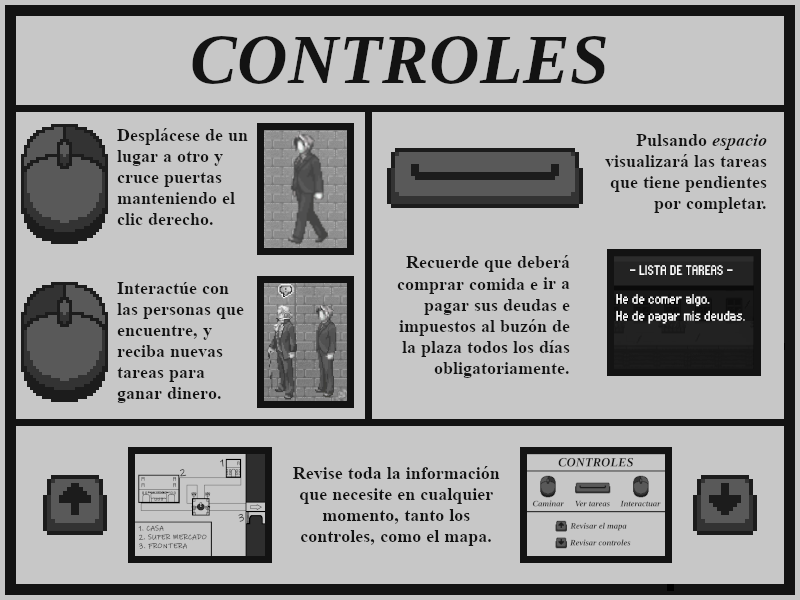 CONTROLES
Desplácese de un
lugar a otro y
cruce puertas
manteniendo el
clic derecho.
Interactúe con
las personas que
encuentre, y
reciba nuevas
tareas para
ganar dinero.
Pulsando espacio
visualizará las tareas
que tiene pendientes
por completar.
Recuerde que deberá
comprar comida e ir a
pagar sus deudas e
impuestos al buzón de
la plaza todos los días
obligatoriamente.
- LISTA DE TAREAS -
He de comer algo.
He de pagar mis deudas.
1
2
3
1. CASA
2. SUPER MERCADO
3. FRONTERA
Revise toda la información
que necesite en cualquier
momento, tanto los
controles, como el mapa.
CONTROLES
Caminar Ver tareas Interactuar
Revisar el mapa
Revisar controles